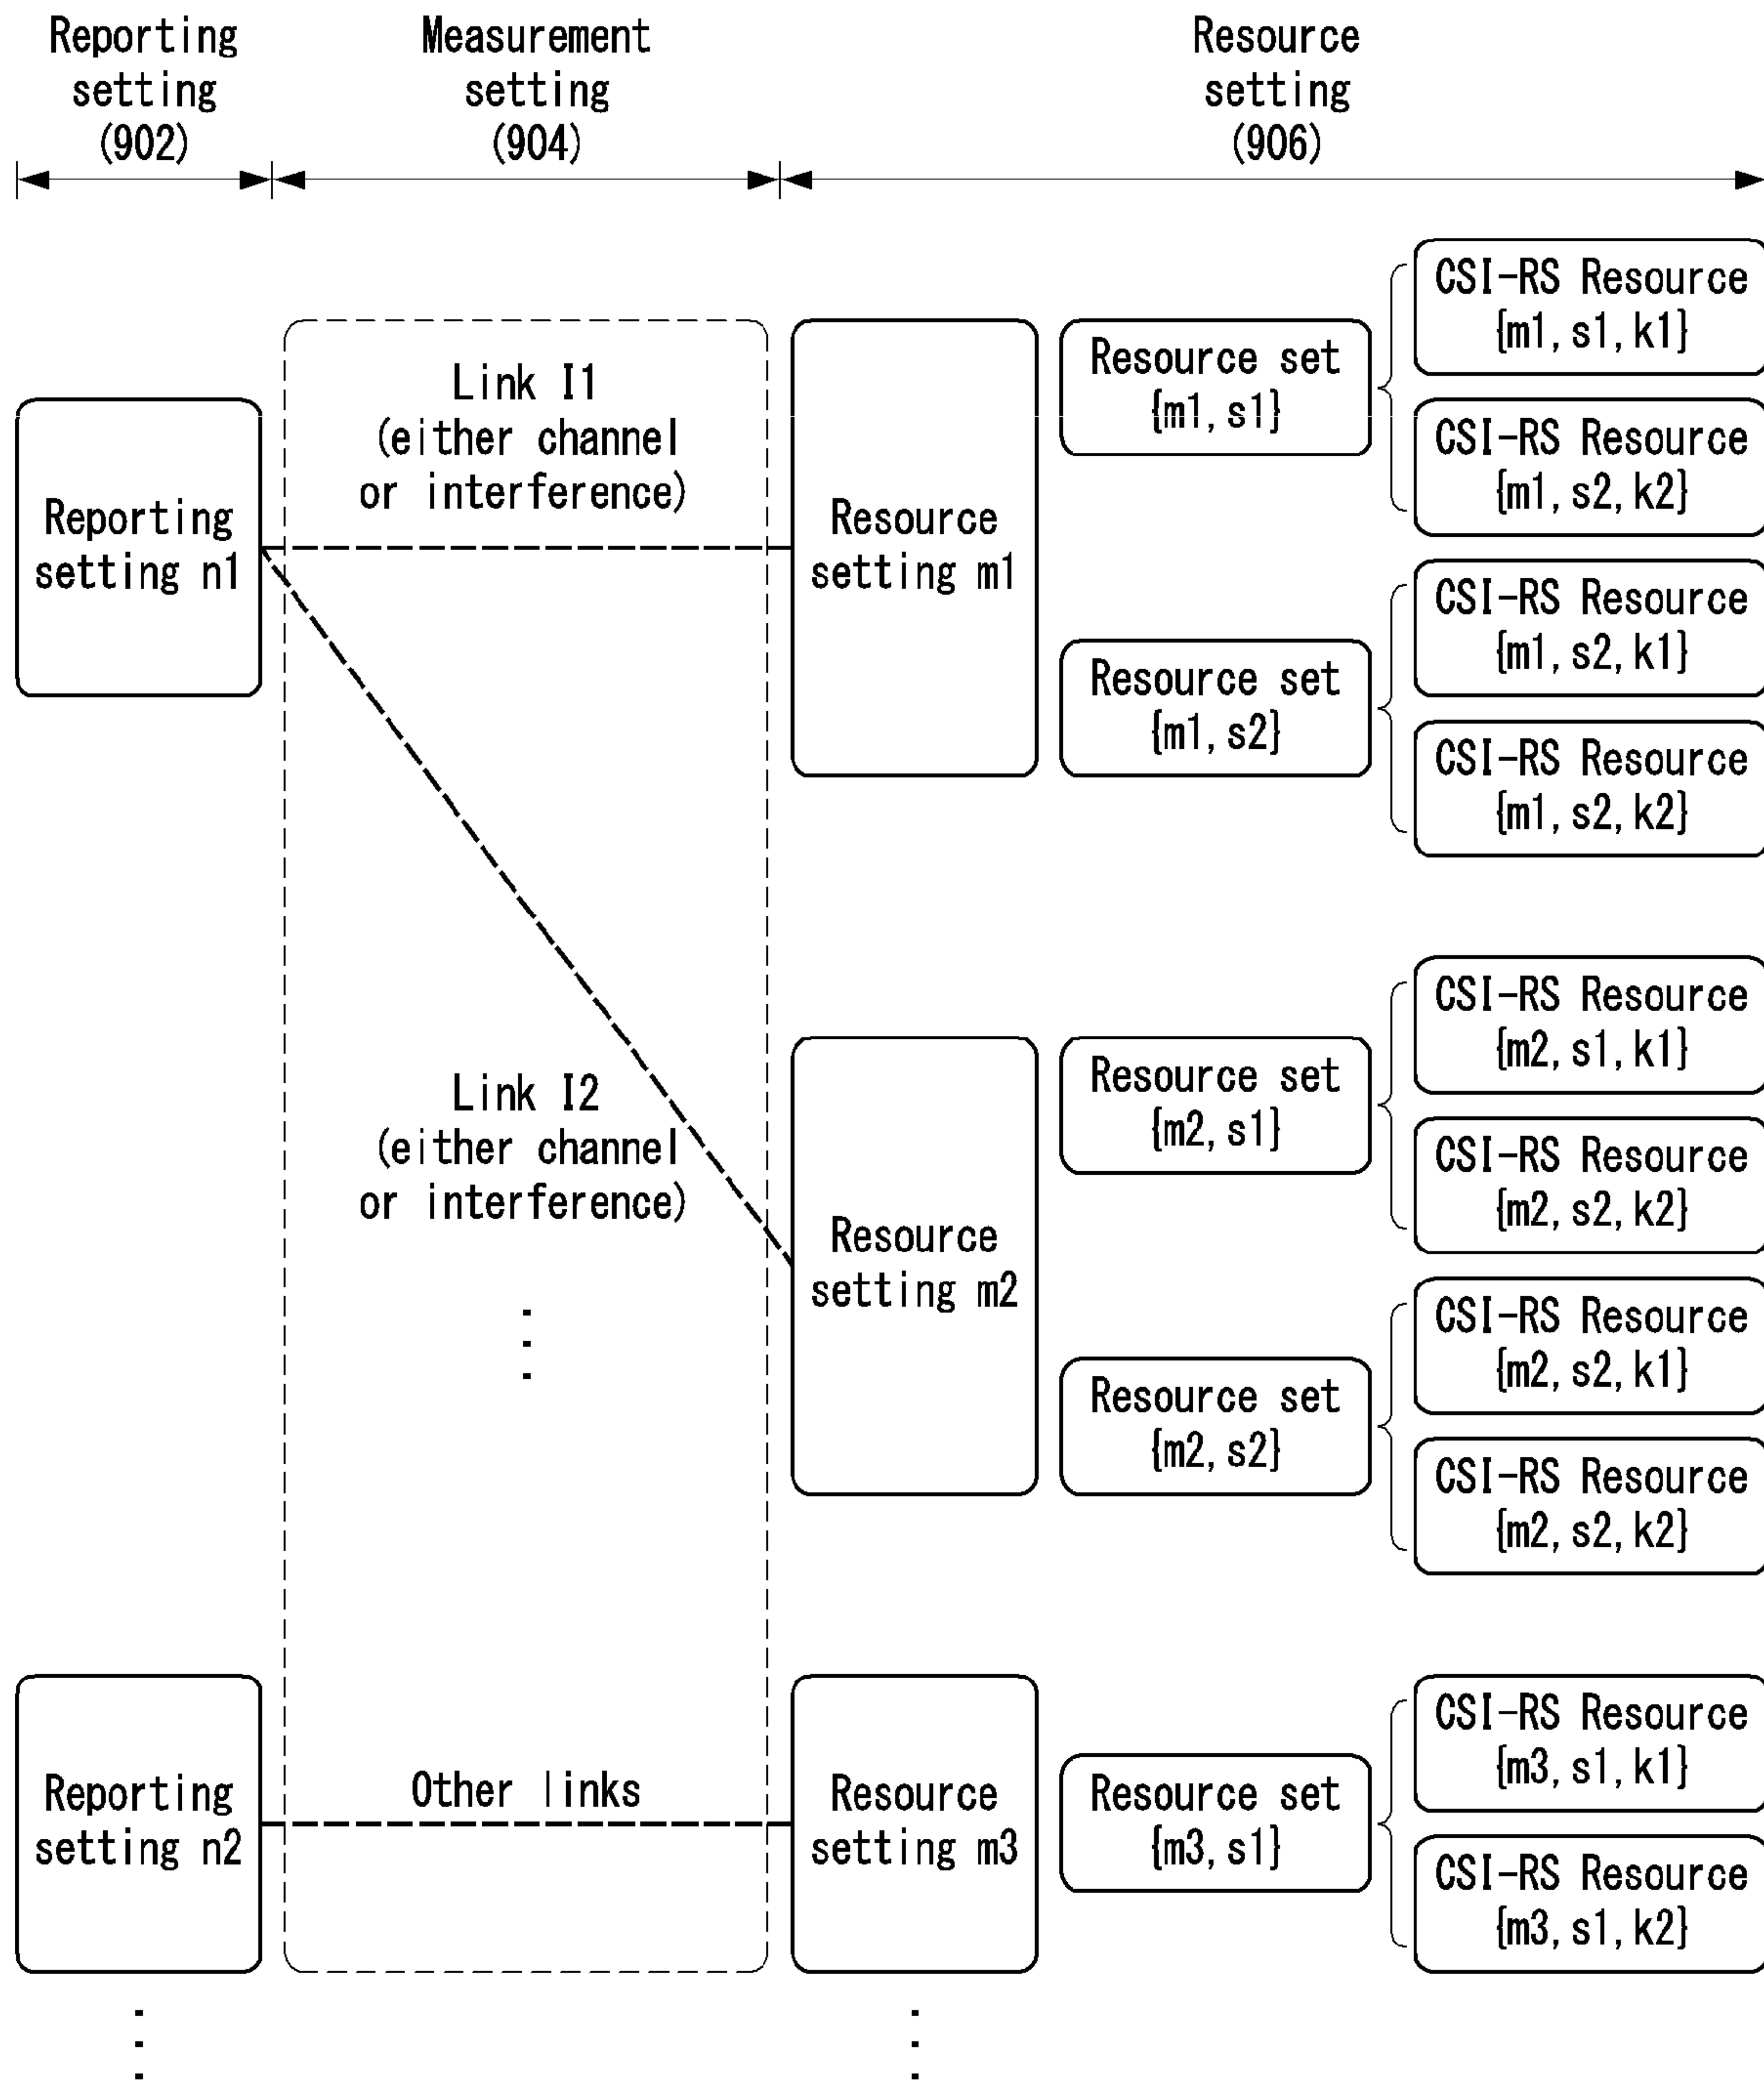 Reporting
setting
(902)
Measurement
setting
(904)
Resource
setting
(906)
Reporting
setting n1
Link I1
(either channel
or interference)
Resource
setting m1
Resource set
{m1, s1}
CSI-RS Resource
{m1, s1, k1}
CSI-RS Resource
{m1, s2, k2}
Resource set
{m1, s2}
CSI-RS Resource
{m1, s2, k1}
CSI-RS Resource
{m1, s2, k2}
Link I2
(either channel
or interference)
Resource
setting m2
Resource set
{m2, s1}
CSI-RS Resource
{m2, s1, k1}
CSI-RS Resource
{m2, s2, k2}
Resource set
{m2, s2}
CSI-RS Resource
{m2, s2, k1}
CSI-RS Resource
{m2, s2, k2}
Reporting
setting n2
Other links
Resource
setting m3
Resource set
{m3, s1}
CSI-RS Resource
{m3, s1, k1}
CSI-RS Resource
{m3, s1, k2}